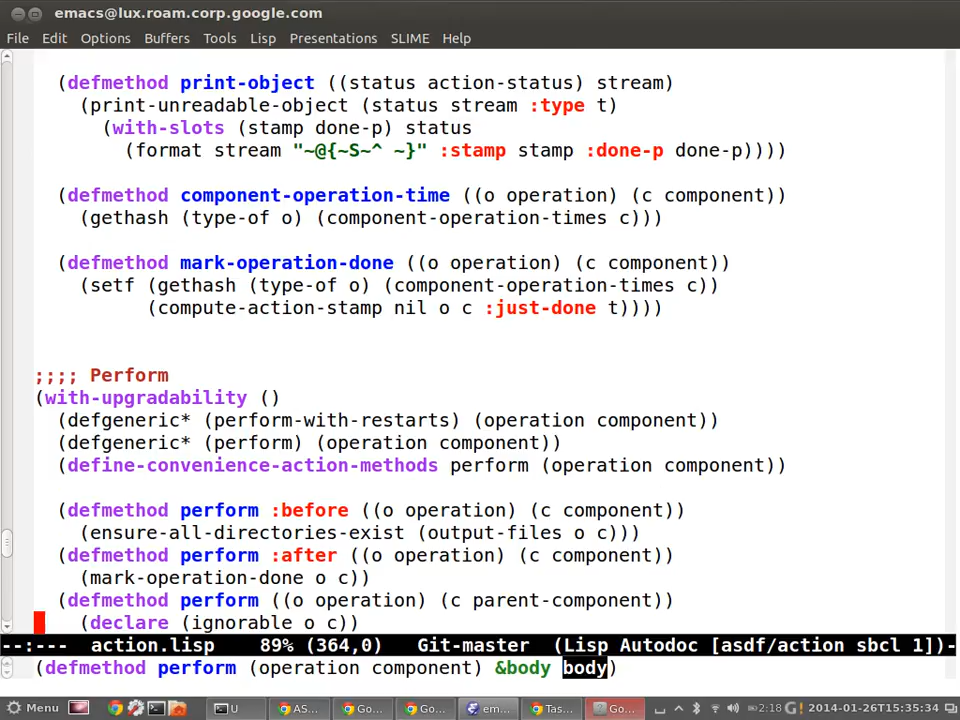 emacs@lux.roam.corp.google.com
File Edit Options Buffers Tools Lisp Presentations SLIME Help
(defmethod print-object ((status action-status) stream)
(print-unreadable-object (status stream :type t)
(with-slots (stamp done-p) status
(format stream "~@{~S~^ ~}" :stamp stamp :done-p done-p))))
(defmethod component-operation-time ((o operation) (c component))
(gethash (type-of o) (component-operation-times c)))
(defmethod mark-operation-done ((o operation) (c component))
(setf (gethash (type-of o) (component-operation-times c))
(compute-action-stamp nil o c :just-done t))))
;;;; Perform
(with-upgradability ()
(defgeneric* (perform-with-restarts) (operation component))
(defgeneric* (perform) (operation component))
(define-convenience-action-methods perform (operation component))
(defmethod perform :before ((o operation) (c component))
(ensure-all-directories-exist (output-files o c)))
(defmethod perform :after ((o operation) (c component))
(mark-operation-done o c))
(defmethod perform ((o operation) (c parent-component))
(declare (ignorable o c))
--:--- action.lisp 89% (364,0) Git-master (Lisp Autodoc [asdf/action sbcl 1])-
(defmethod perform (operation component) &body body)
Menu U AS... Go... Go... em... Tas... Go... 2:18 2014-01-26T15:35:34